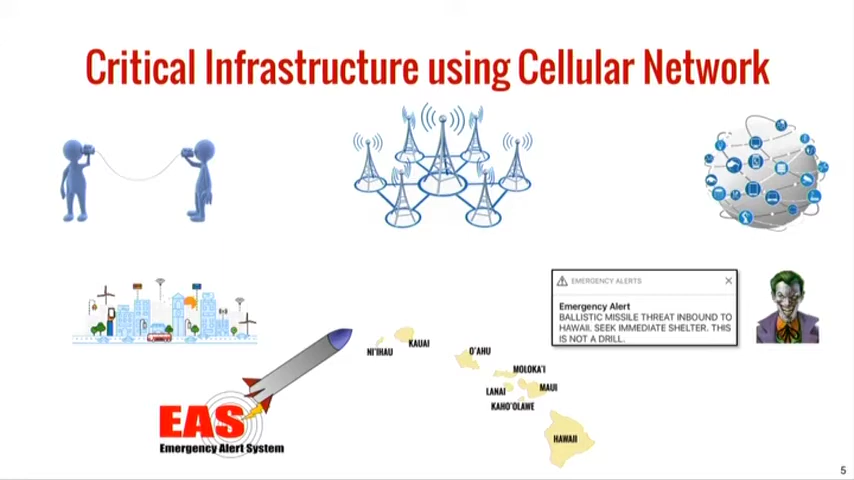 Critical Infrastructure using Cellular Network
EMERGENCY ALERTS
Emergency Alert
BALLISTIC MISSILE THREAT INBOUND TO
HAWAII. SEEK IMMEDIATE SHELTER. THIS
IS NOT A DRILL.
NI'IHAU
KAUAI
O'AHU
MOLOKA'I
LANAI
MAUI
KAHO'OLAWE
HAWAII
EAS
Emergency Alert System
5